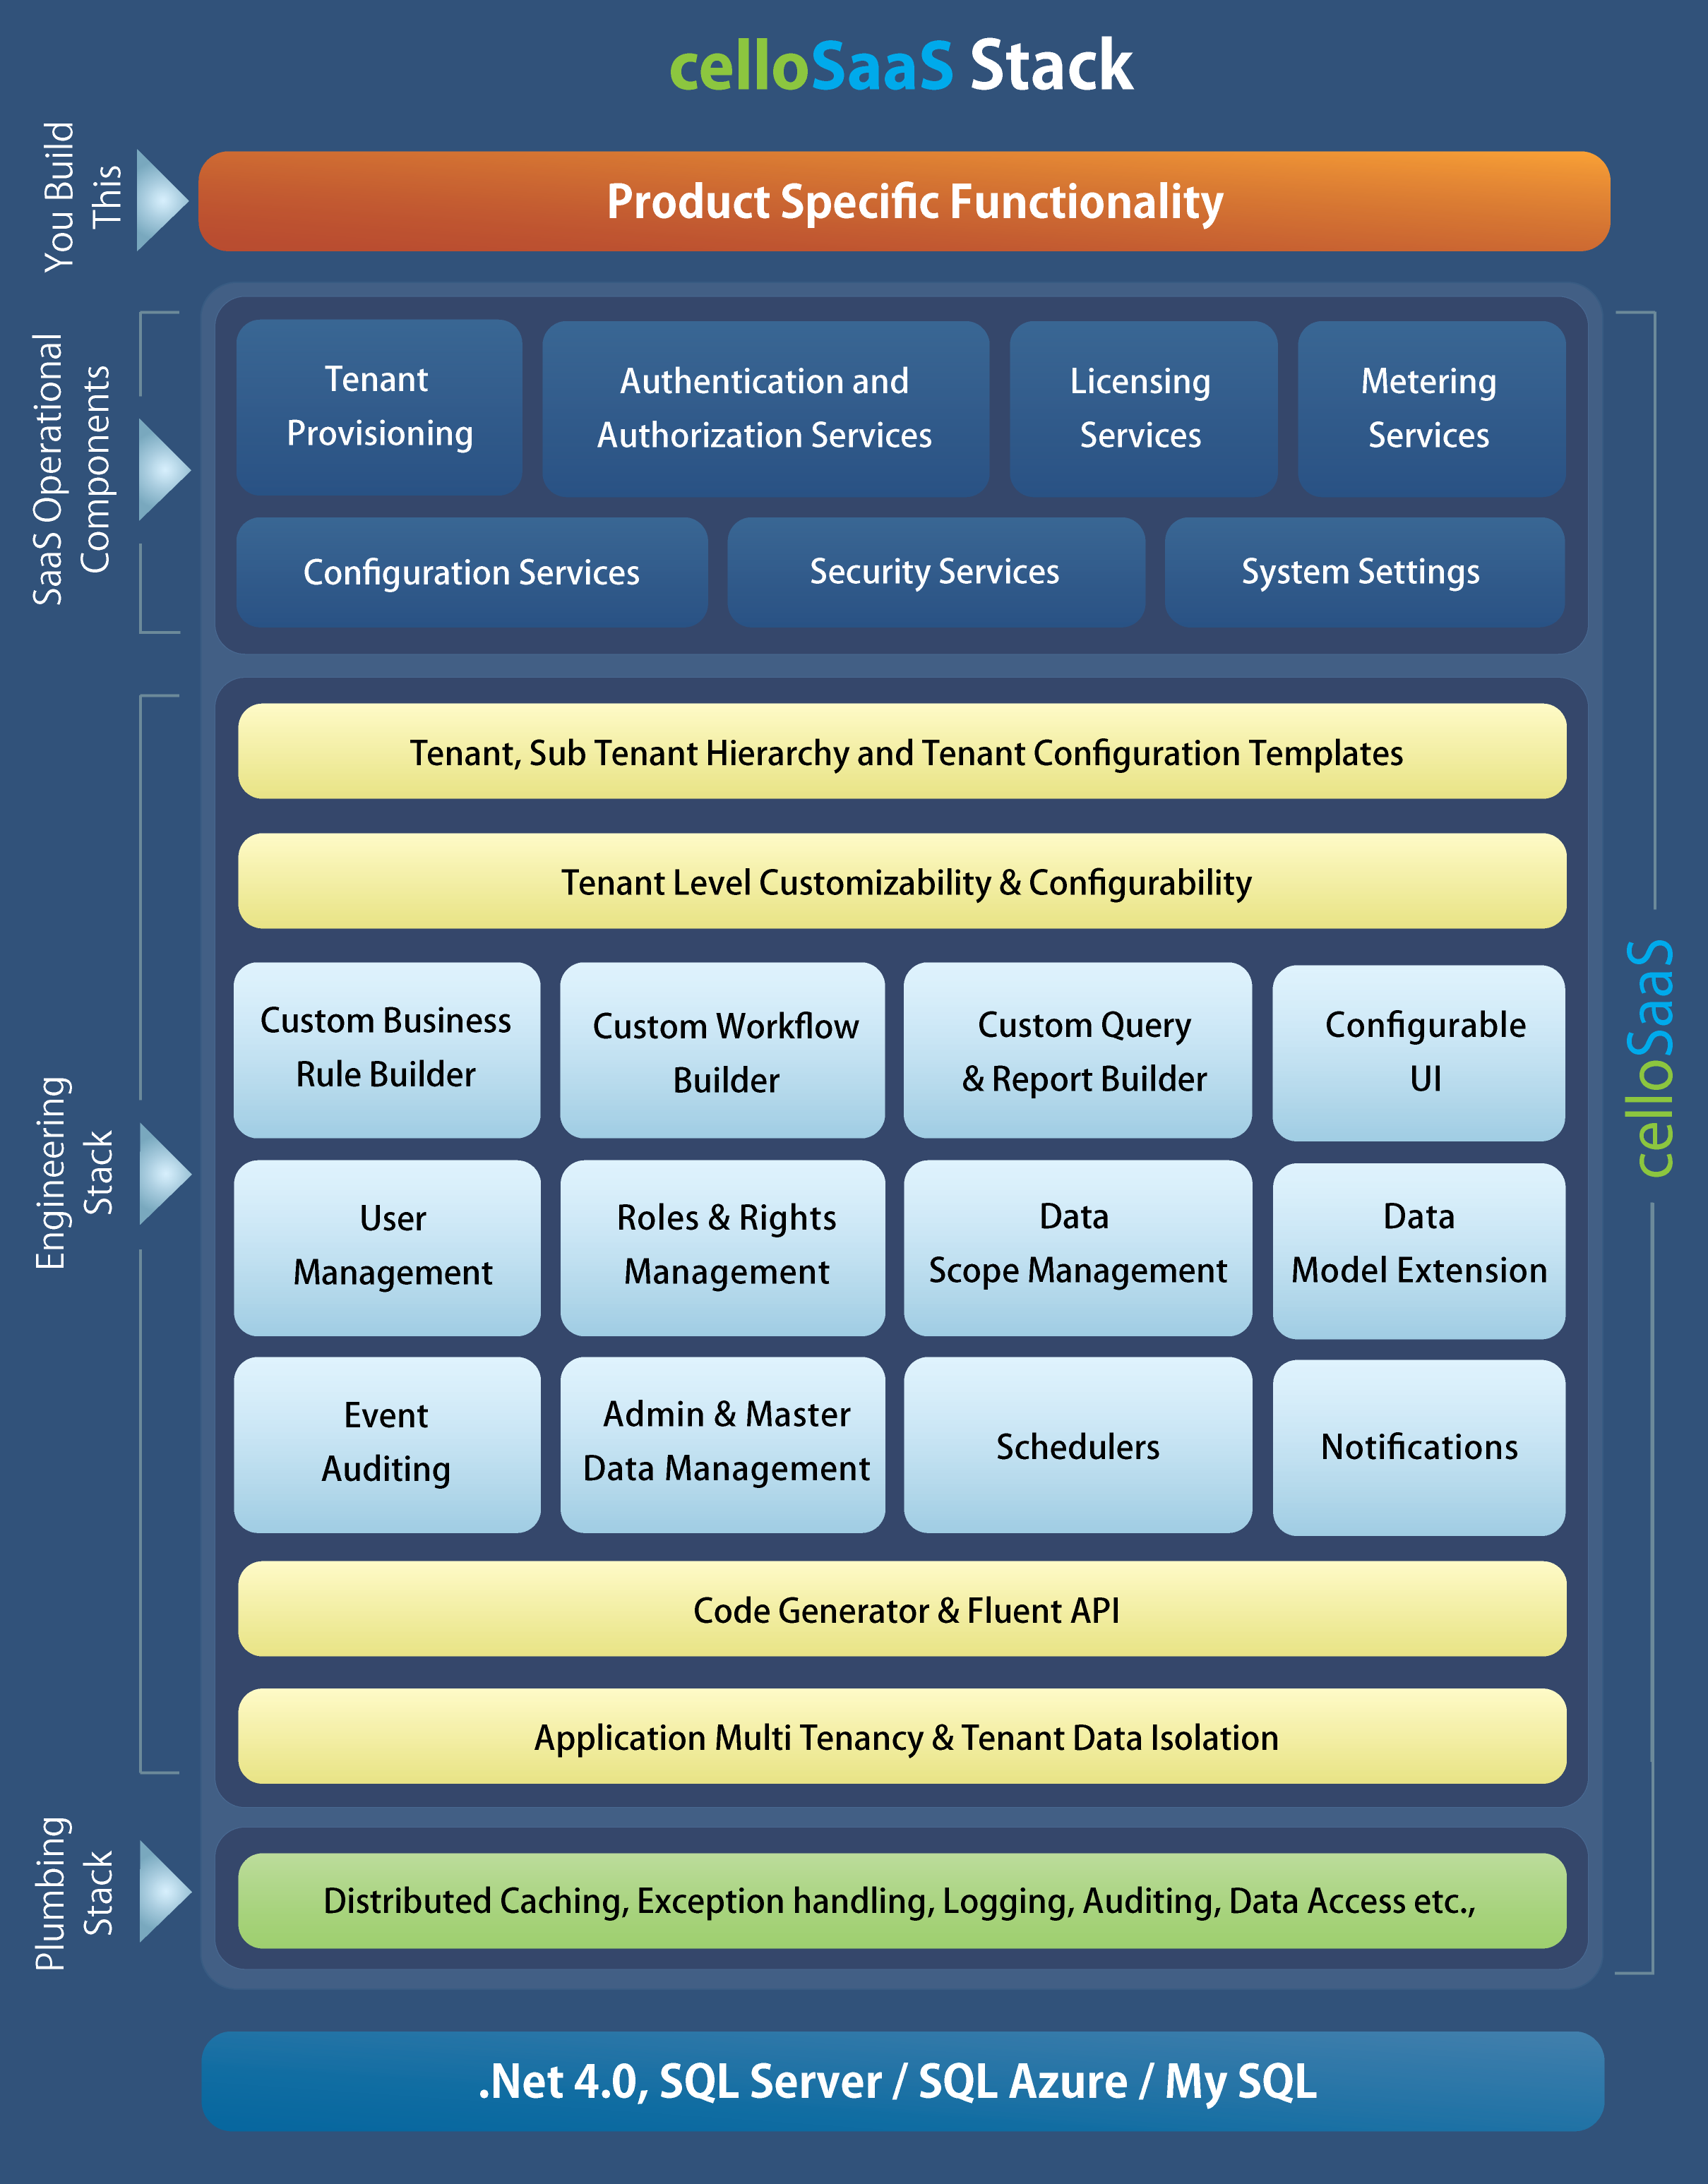 celloSaaS Stack
You Build
This
Product Specific Functionality
SaaS Operational
Components
Tenant
Provisioning
Authentication and
Authorization Services
Licensing
Services
Metering
Services
Configuration Services
Security Services
System Settings
Engineering
Stack
Tenant, Sub Tenant Hierarchy and Tenant Configuration Templates
Tenant Level Customizability & Configurability
Custom Business
Rule Builder
Custom Workflow
Builder
Custom Query
& Report Builder
Configurable
UI
User
Management
Roles & Rights
Management
Data
Scope Management
Data
Model Extension
Event
Auditing
Admin & Master
Data Management
Schedulers
Notifications
Code Generator & Fluent API
Application Multi Tenancy & Tenant Data Isolation
Plumbing
Stack
Distributed Caching, Exception handling, Logging, Auditing, Data Access etc.,
celloSaaS
.Net 4.0, SQL Server / SQL Azure / My SQL